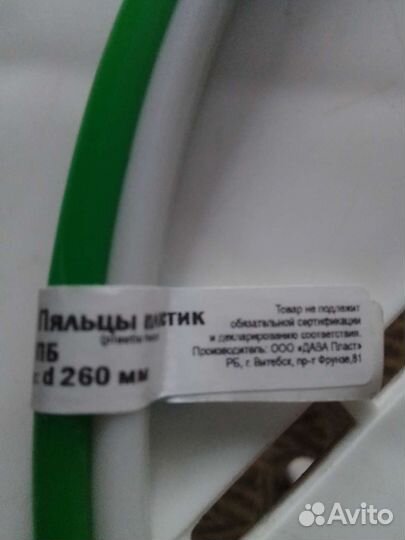 Пяльцы пластик
ПБ
d 260 мм
Товар не подлежит
обязательной сертификации
и декларированию соответствия.
Производитель: ООО «ДАЗА Пласт»
РБ, г. Витебск, пр-т Фрунзе,81
Avito